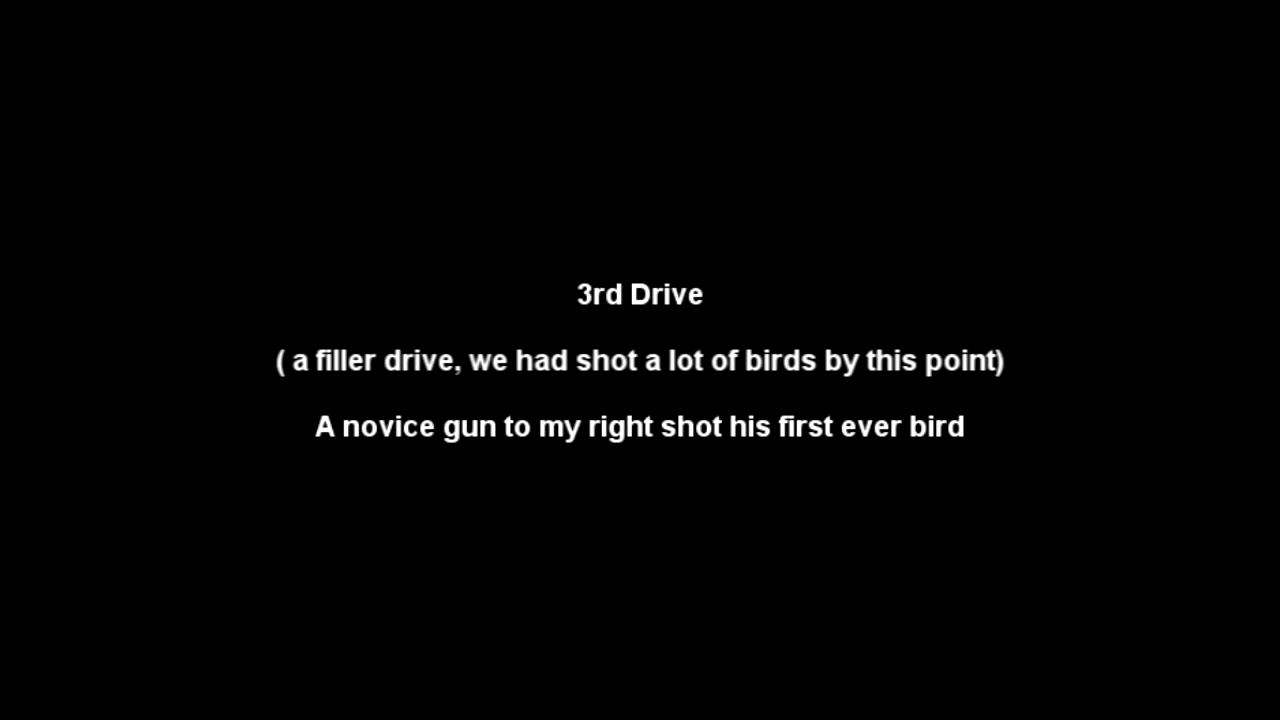 3rd Drive
( a filler drive, we had shot a lot of birds by this point)
A novice gun to my right shot his first ever bird